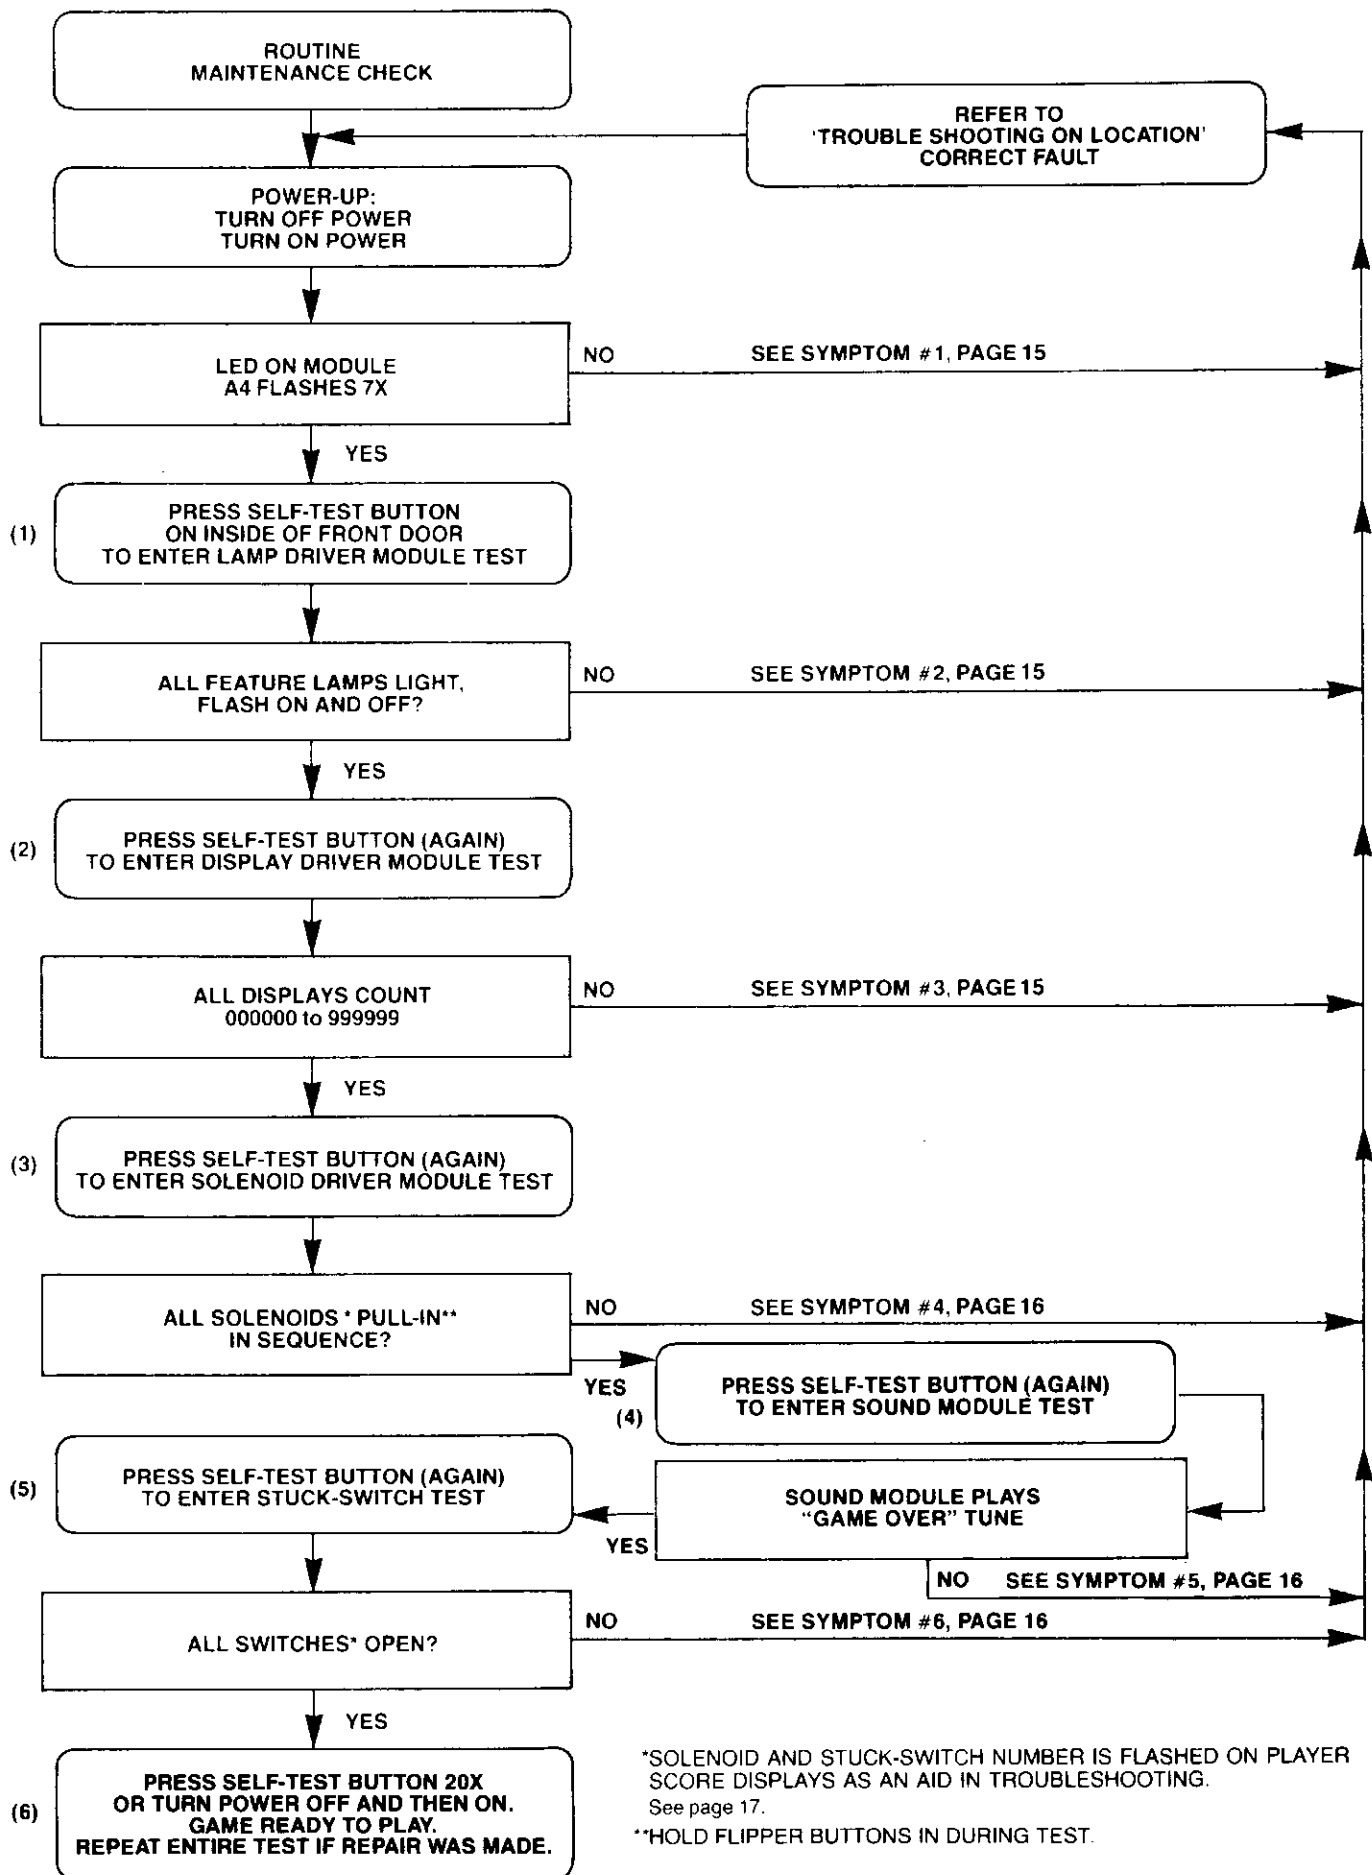 ROUTINE
MAINTENANCE CHECK
REFER TO
'TROUBLE SHOOTING ON LOCATION'
CORRECT FAULT
POWER-UP:
TURN OFF POWER
TURN ON POWER
LED ON MODULE
A4 FLASHES 7X
NO
SEE SYMPTOM #1, PAGE 15
YES
(1)
PRESS SELF-TEST BUTTON
ON INSIDE OF FRONT DOOR
TO ENTER LAMP DRIVER MODULE TEST
ALL FEATURE LAMPS LIGHT,
FLASH ON AND OFF?
NO
SEE SYMPTOM #2, PAGE 15
YES
(2)
PRESS SELF-TEST BUTTON (AGAIN)
TO ENTER DISPLAY DRIVER MODULE TEST
ALL DISPLAYS COUNT
000000 to 999999
NO
SEE SYMPTOM #3, PAGE 15
YES
(3)
PRESS SELF-TEST BUTTON (AGAIN)
TO ENTER SOLENOID DRIVER MODULE TEST
ALL SOLENOIDS * PULL-IN**
IN SEQUENCE?
NO
SEE SYMPTOM #4, PAGE 16
YES
(4)
PRESS SELF-TEST BUTTON (AGAIN)
TO ENTER SOUND MODULE TEST
SOUND MODULE PLAYS
"GAME OVER" TUNE
YES
NO
SEE SYMPTOM #5, PAGE 16
(5)
PRESS SELF-TEST BUTTON (AGAIN)
TO ENTER STUCK-SWITCH TEST
ALL SWITCHES* OPEN?
NO
SEE SYMPTOM #6, PAGE 16
YES
(6)
PRESS SELF-TEST BUTTON 20X
OR TURN POWER OFF AND THEN ON.
GAME READY TO PLAY.
REPEAT ENTIRE TEST IF REPAIR WAS MADE.
*SOLENOID AND STUCK-SWITCH NUMBER IS FLASHED ON PLAYER
SCORE DISPLAYS AS AN AID IN TROUBLESHOOTING.
See page 17.
**HOLD FLIPPER BUTTONS IN DURING TEST.